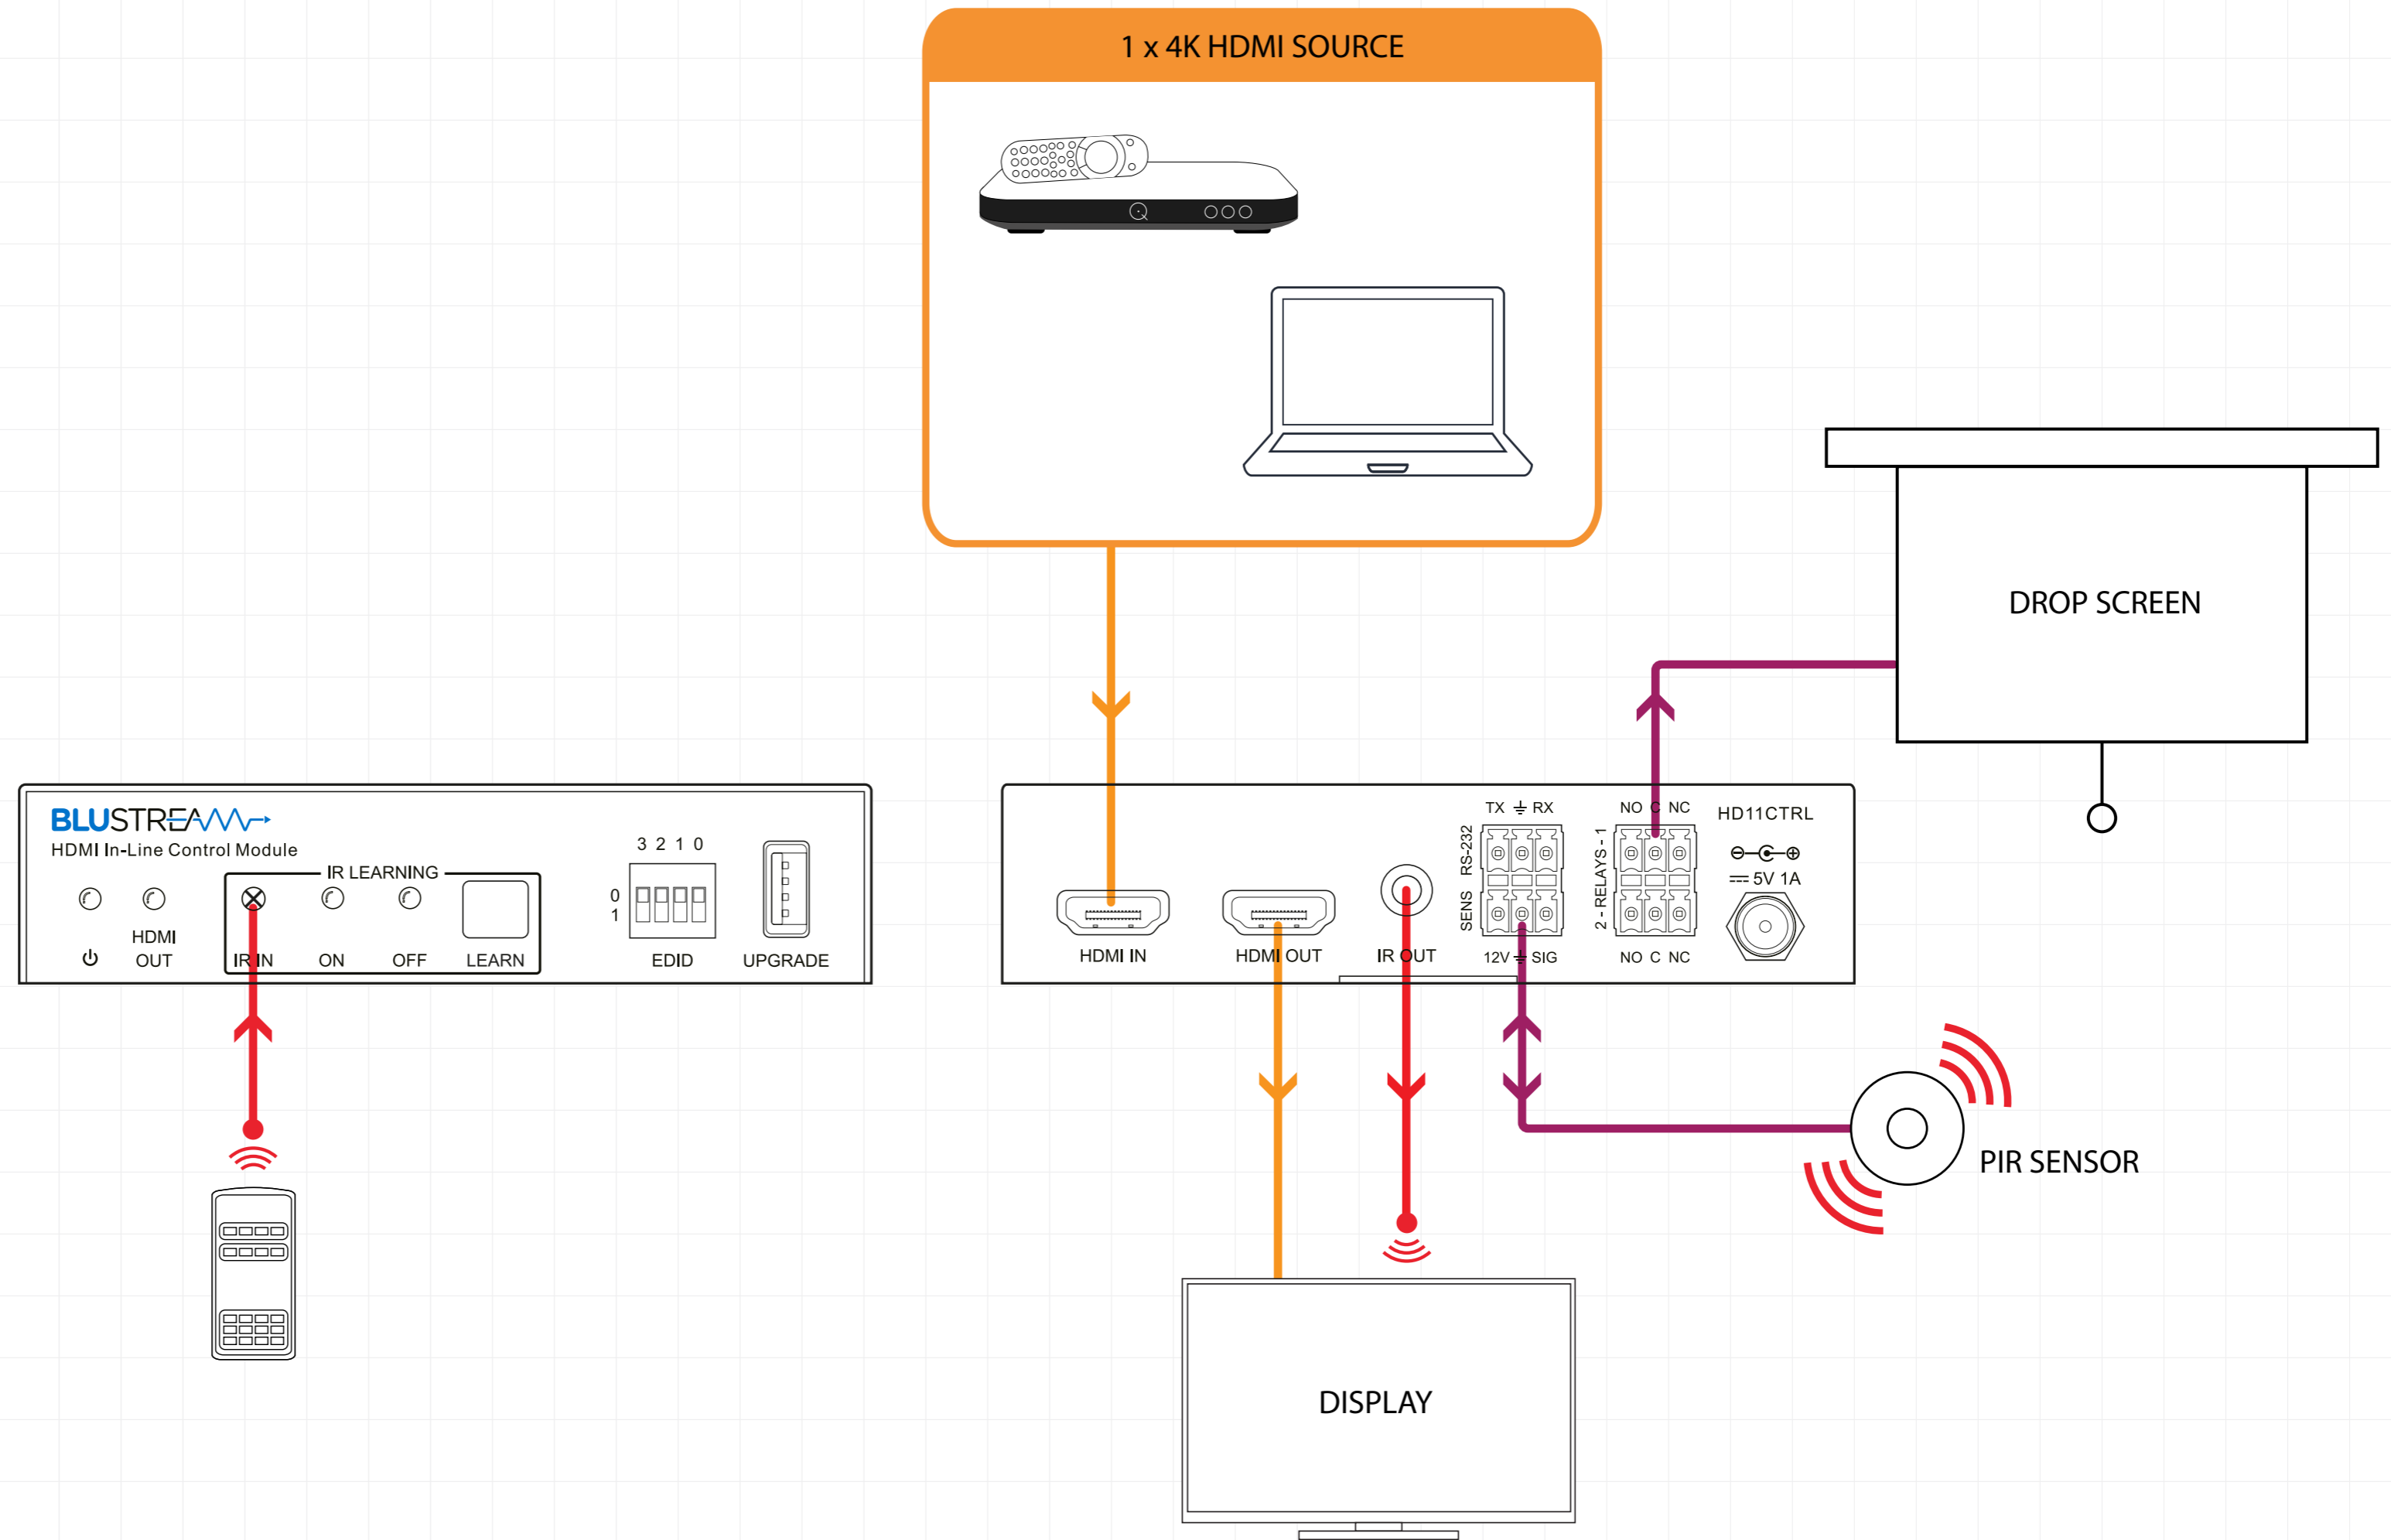 1 x 4K HDMI SOURCE
DROP SCREEN
BLUSTREAM
HDMI In-Line Control Module
IR LEARNING
HDMI
OUT
IR IN
ON
OFF
LEARN
3 2 1 0
0
1
EDID
UPGRADE
HDMI IN
HDMI OUT
IR OUT
TX RX
RS-232
SENS
12V SIG
NO C NC
2 - RELAYS - 1
NO C NC
HD11CTRL
5V 1A
PIR SENSOR
DISPLAY